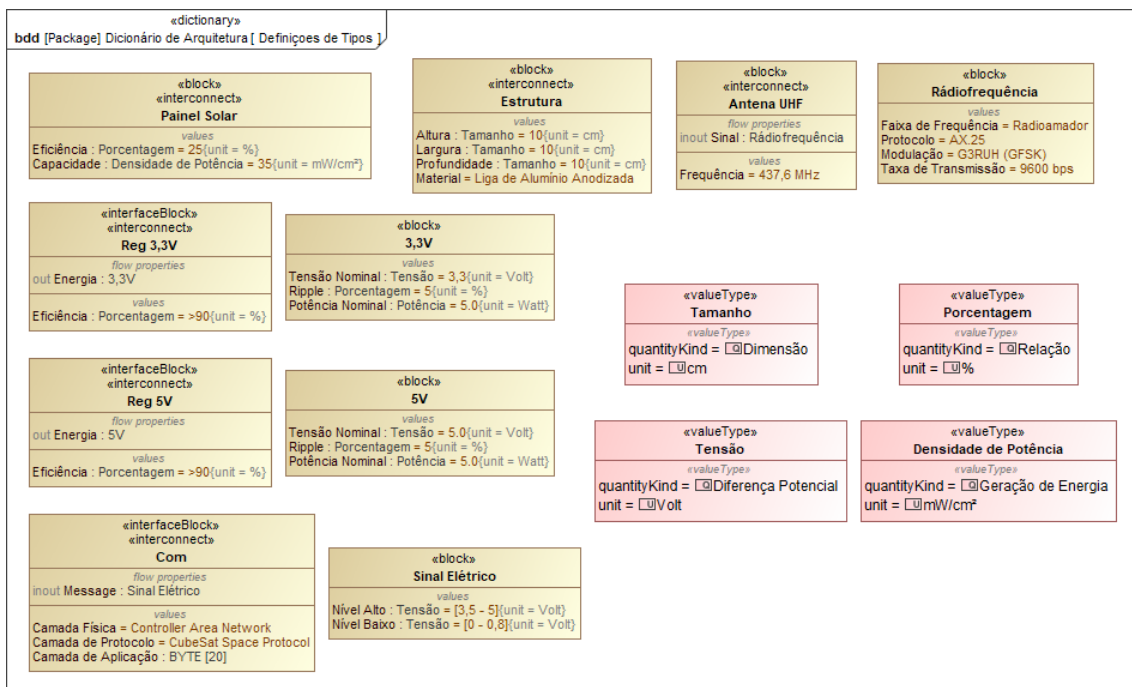 «dictionary»
bdd [Package] Dicionário de Arquitetura [ Definiçoes de Tipos ]
«block»
«interconnect»
Painel Solar
values
Eficiência : Porcentagem = 25{unit = %}
Capacidade : Densidade de Potência = 35{unit = mW/cm²}
«block»
«interconnect»
Estrutura
values
Altura : Tamanho = 10{unit = cm}
Largura : Tamanho = 10{unit = cm}
Profundidade : Tamanho = 10{unit = cm}
Material = Liga de Alumínio Anodizada
«block»
«interconnect»
Antena UHF
flow properties
inout Sinal : Rádiofrequência
values
Frequência = 437,6 MHz
«block»
Rádiofrequência
values
Faixa de Frequência = Radioamador
Protocolo = AX.25
Modulação = G3RUH (GFSK)
Taxa de Transmissão = 9600 bps
«interfaceBlock»
«interconnect»
Reg 3,3V
flow properties
out Energia : 3,3V
values
Eficiência : Porcentagem = >90{unit = %}
«block»
3,3V
values
Tensão Nominal : Tensão = 3,3{unit = Volt}
Ripple : Porcentagem = 5{unit = %}
Potência Nominal : Potência = 5.0{unit = Watt}
«valueType»
Tamanho
«valueType»
quantityKind = Q Dimensão
unit = U cm
«valueType»
Porcentagem
«valueType»
quantityKind = Q Relação
unit = U %
«interfaceBlock»
«interconnect»
Reg 5V
flow properties
out Energia : 5V
values
Eficiência : Porcentagem = >90{unit = %}
«block»
5V
values
Tensão Nominal : Tensão = 5.0{unit = Volt}
Ripple : Porcentagem = 5{unit = %}
Potência Nominal : Potência = 5.0{unit = Watt}
«valueType»
Tensão
«valueType»
quantityKind = Q Diferença Potencial
unit = U Volt
«valueType»
Densidade de Potência
«valueType»
quantityKind = Q Geração de Energia
unit = U mW/cm²
«interfaceBlock»
«interconnect»
Com
flow properties
inout Message : Sinal Elétrico
values
Camada Física = Controller Area Network
Camada de Protocolo = CubeSat Space Protocol
Camada de Aplicação : BYTE [20]
«block»
Sinal Elétrico
values
Nível Alto : Tensão = [3,5 - 5]{unit = Volt}
Nível Baixo : Tensão = [0 - 0,8]{unit = Volt}